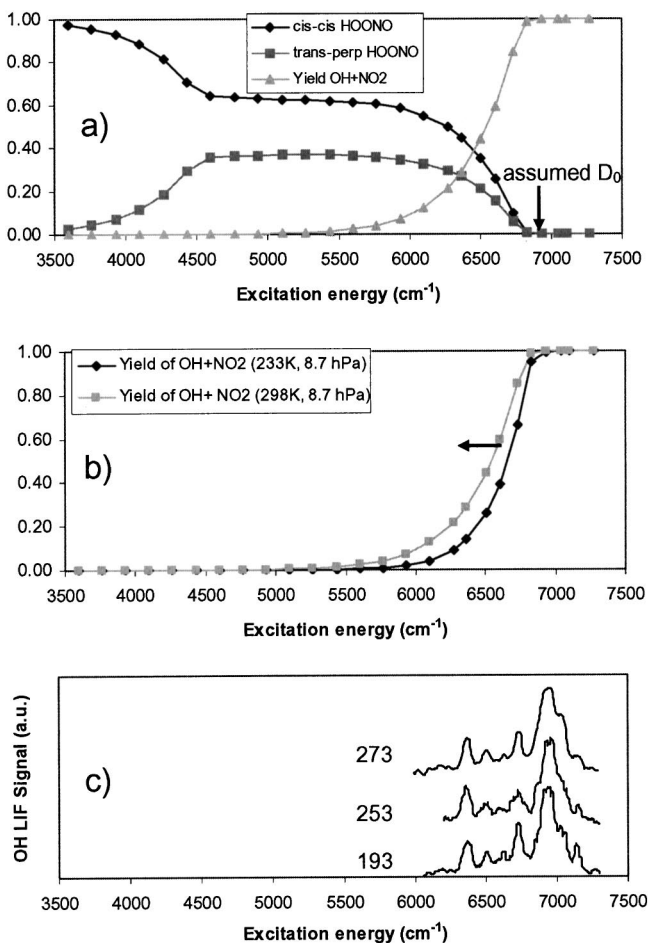 cis-cis HOONO
trans-perp HOONO
Yield OH+NO2
a)
assumed D0
1.00
0.80
0.60
0.40
0.20
0.00
3500 4000 4500 5000 5500 6000 6500 7000 7500
Excitation energy (cm-1)
Yield of OH+NO2 (233K, 8.7 hPa)
Yield of OH+ NO2 (298K, 8.7 hPa)
b)
1.00
0.80
0.60
0.40
0.20
0.00
3500 4000 4500 5000 5500 6000 6500 7000 7500
Excitation energy (cm-1)
OH LIF Signal (a.u.)
c)
273
253
193
3500 4000 4500 5000 5500 6000 6500 7000 7500
Excitation energy (cm-1)